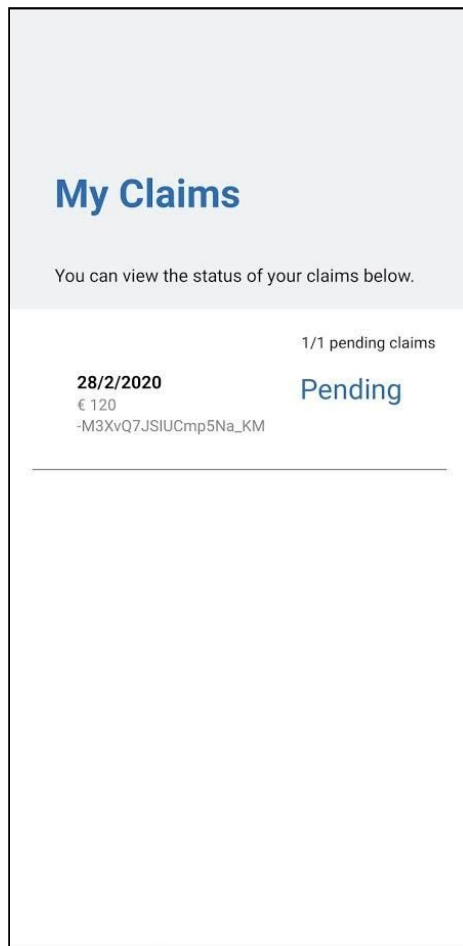 My Claims
You can view the status of your claims below.
1/1 pending claims
28/2/2020
Pending
€ 120
-M3XvQ7JSIUCmp5Na_KM